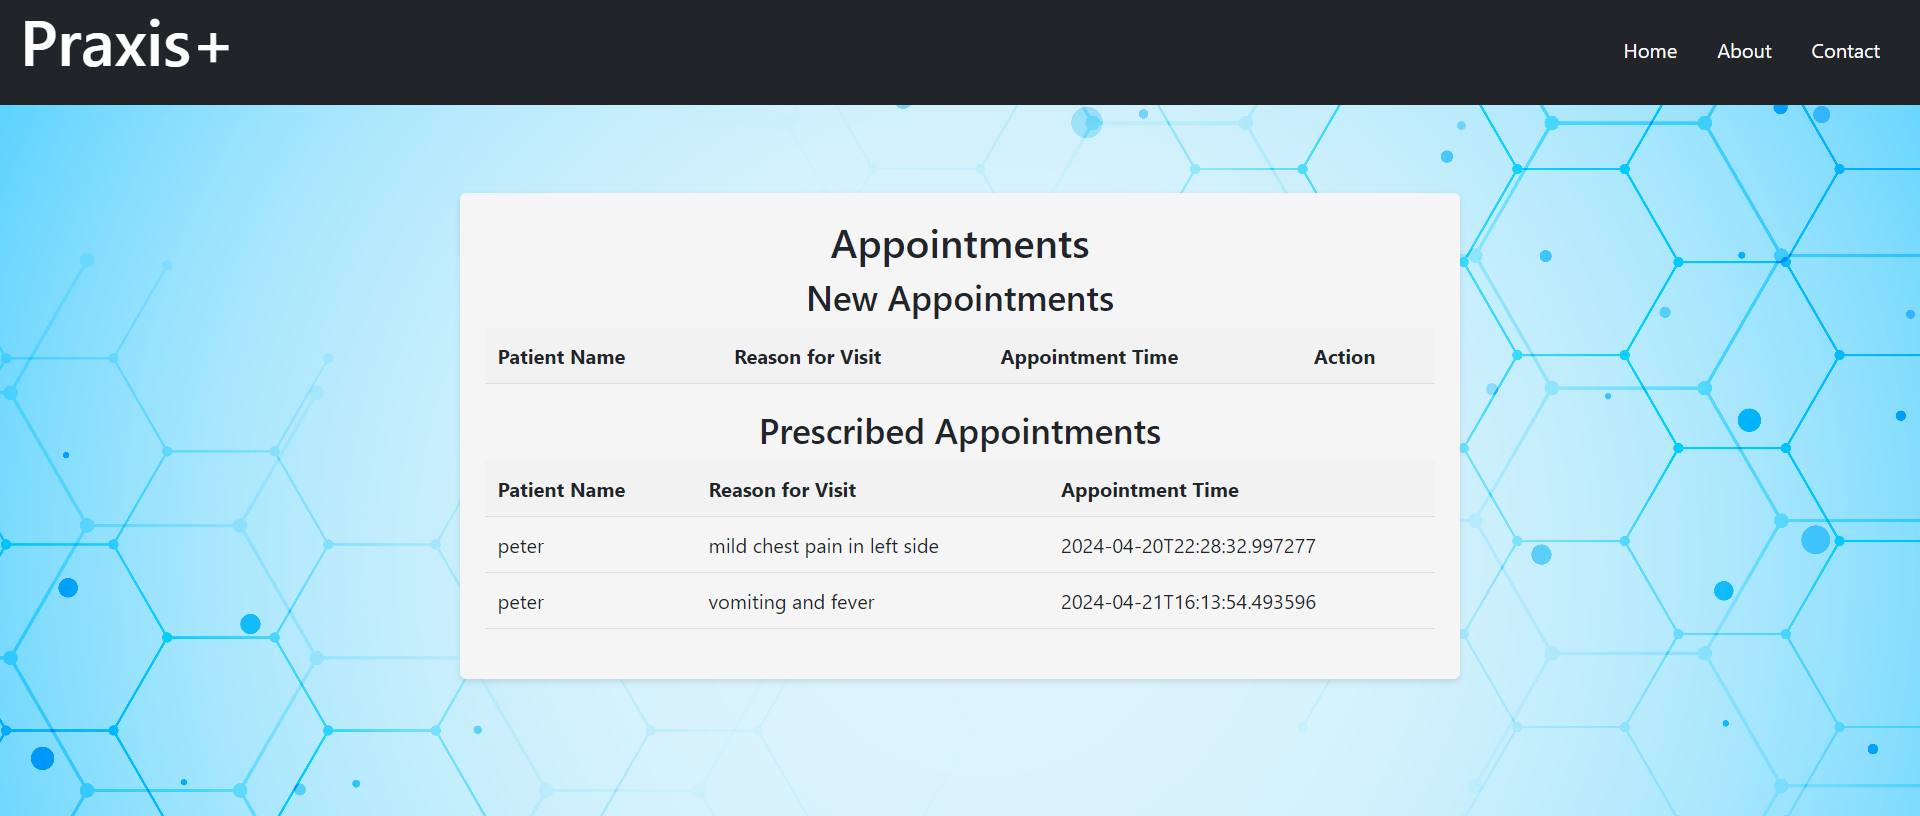 Praxis+
Home About Contact
Appointments
New Appointments
Patient Name Reason for Visit Appointment Time Action
Prescribed Appointments
Patient Name Reason for Visit Appointment Time
peter mild chest pain in left side 2024-04-20T22:28:32.997277
peter vomiting and fever 2024-04-21T16:13:54.493596